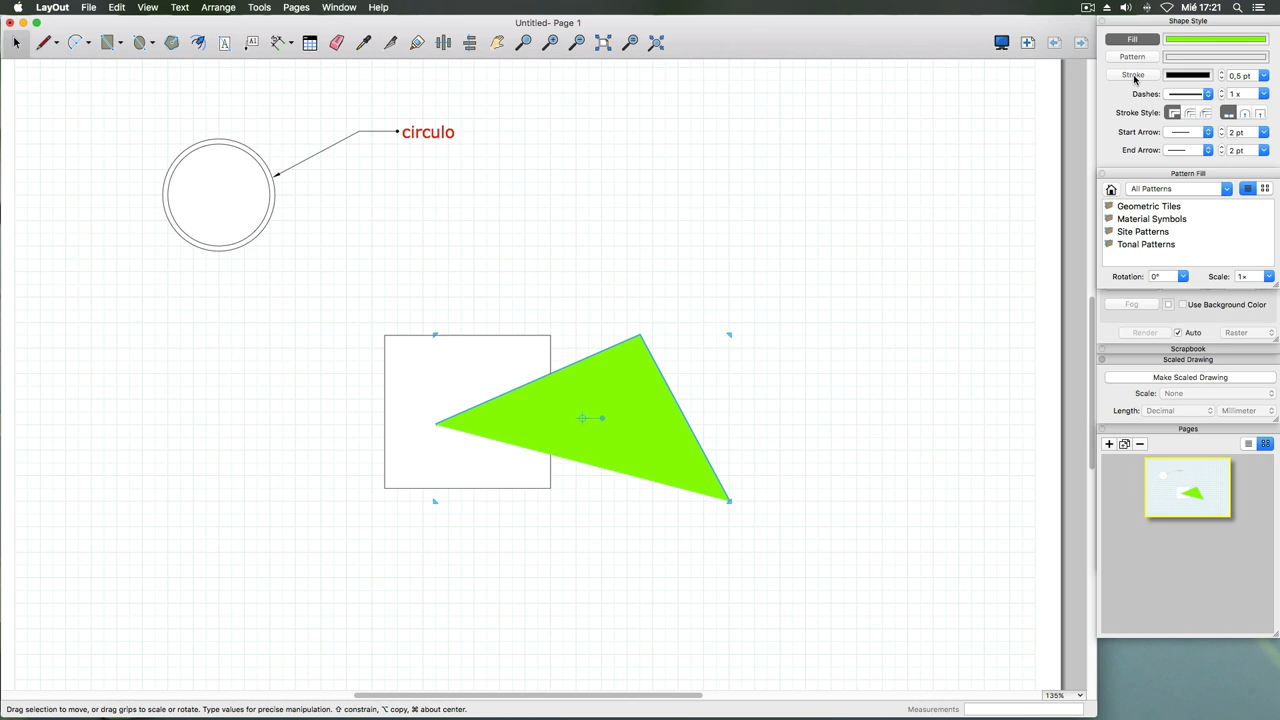 LayOut File Edit View Text Arrange Tools Pages Window Help Mié 17:21
Untitled- Page 1
Shape Style
Fill
Pattern
Stroke 0,5 pt
Dashes: 1 x
Stroke Style:
Start Arrow: 2 pt
End Arrow: 2 pt
circulo
Pattern Fill
All Patterns
Geometric Tiles
Material Symbols
Site Patterns
Tonal Patterns
Rotation: 0° Scale: 1x
Fog Use Background Color
Render Auto Raster
Scrapbook
Scaled Drawing
Make Scaled Drawing
Scale: None
Length: Decimal Millimeter
Pages
135%
Drag selection to move, or drag grips to scale or rotate. Type values for precise manipulation. ⇧ constrain, ⌥ copy, ⌘ about center. Measurements